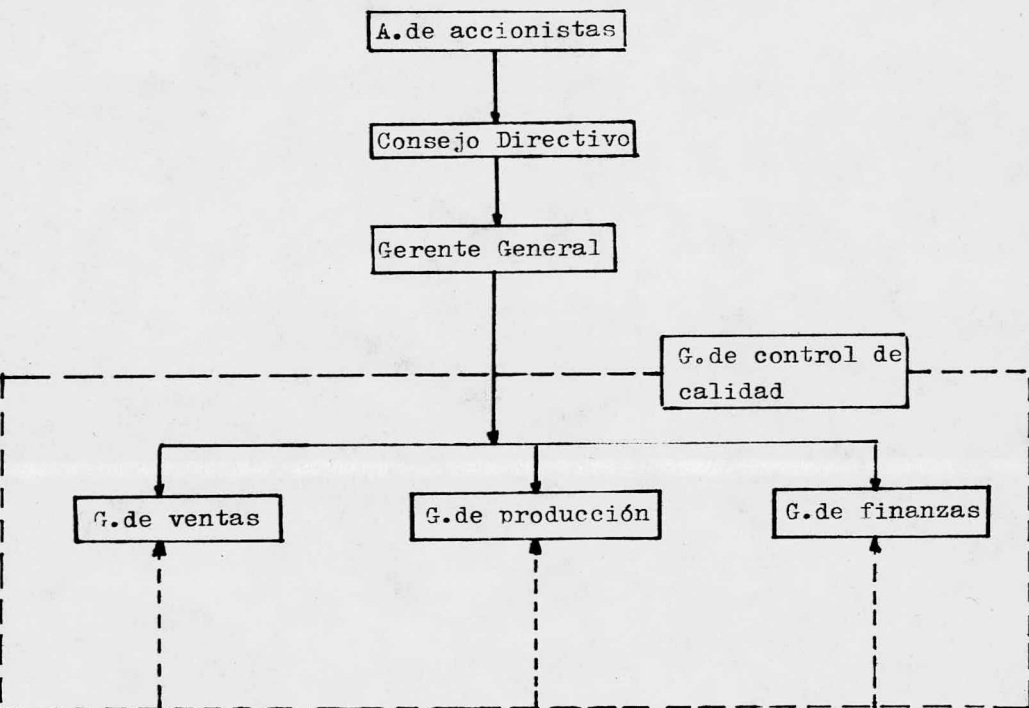 A.de accionistas
Consejo Directivo
Gerente General
G.de control de
calidad
G.de ventas
G.de producción
G.de finanzas